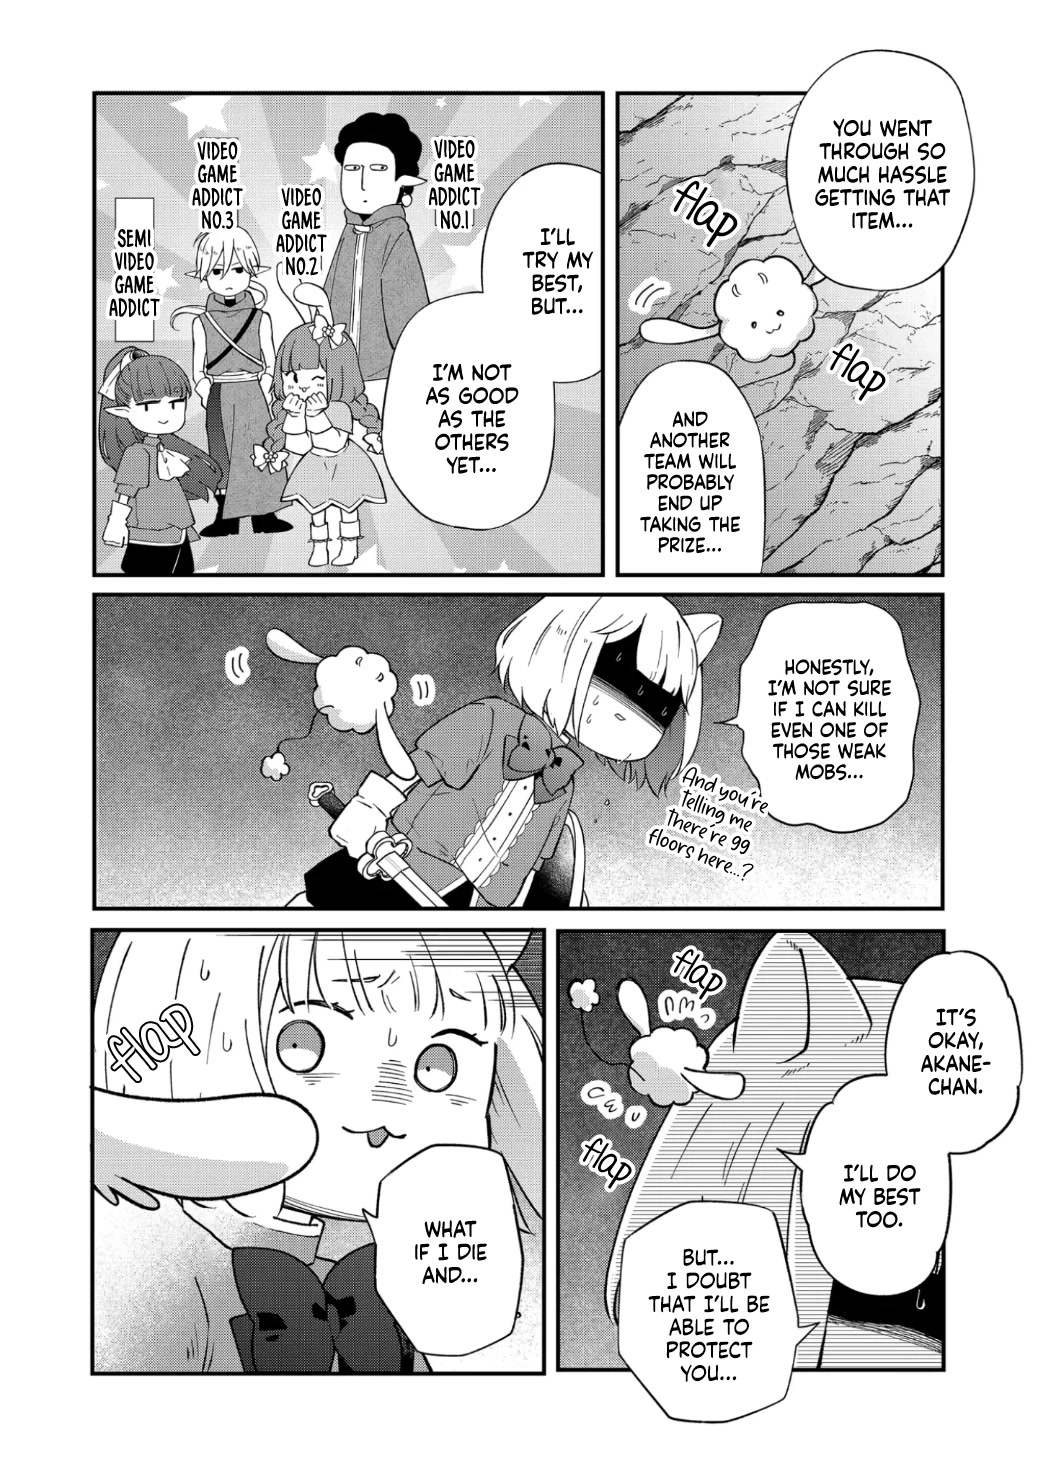 YOU WENT
THROUGH SO
MUCH HASSLE
GETTING THAT
ITEM...
flap
flap
AND
ANOTHER
TEAM WILL
PROBABLY
END UP
TAKING THE
PRIZE...
I'LL
TRY MY
BEST,
BUT...
I'M NOT
AS GOOD
AS THE
OTHERS
YET...
VIDEO
GAME
ADDICT
NO.1
VIDEO
GAME
ADDICT
NO.2
VIDEO
GAME
ADDICT
NO.3
SEMI
VIDEO
GAME
ADDICT
HONESTLY,
I'M NOT SURE
IF I CAN KILL
EVEN ONE OF
THOSE WEAK
MOBS...
And you're
telling me
there're 99
floors here...?
IT'S
OKAY,
AKANE-
CHAN.
I'LL DO
MY BEST
TOO.
flap
flap
BUT...
I DOUBT
THAT I'LL BE
ABLE TO
PROTECT
YOU...
flap
WHAT
IF I DIE
AND...